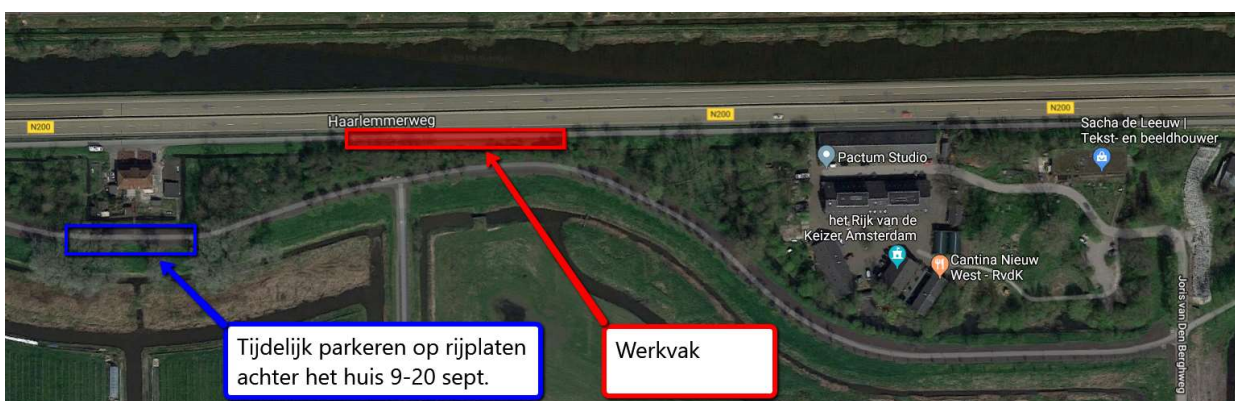 N200
Haarlemmerweg
N200
N200
Sacha de Leeuw |
Tekst- en beeldhouwer
Pactum Studio
het Rijk van de
Keizer Amsterdam
Cantina Nieuw
West - RvdK
Joris van Den Berghweg
Tijdelijk parkeren op rijplaten
achter het huis 9-20 sept.
Werkvak